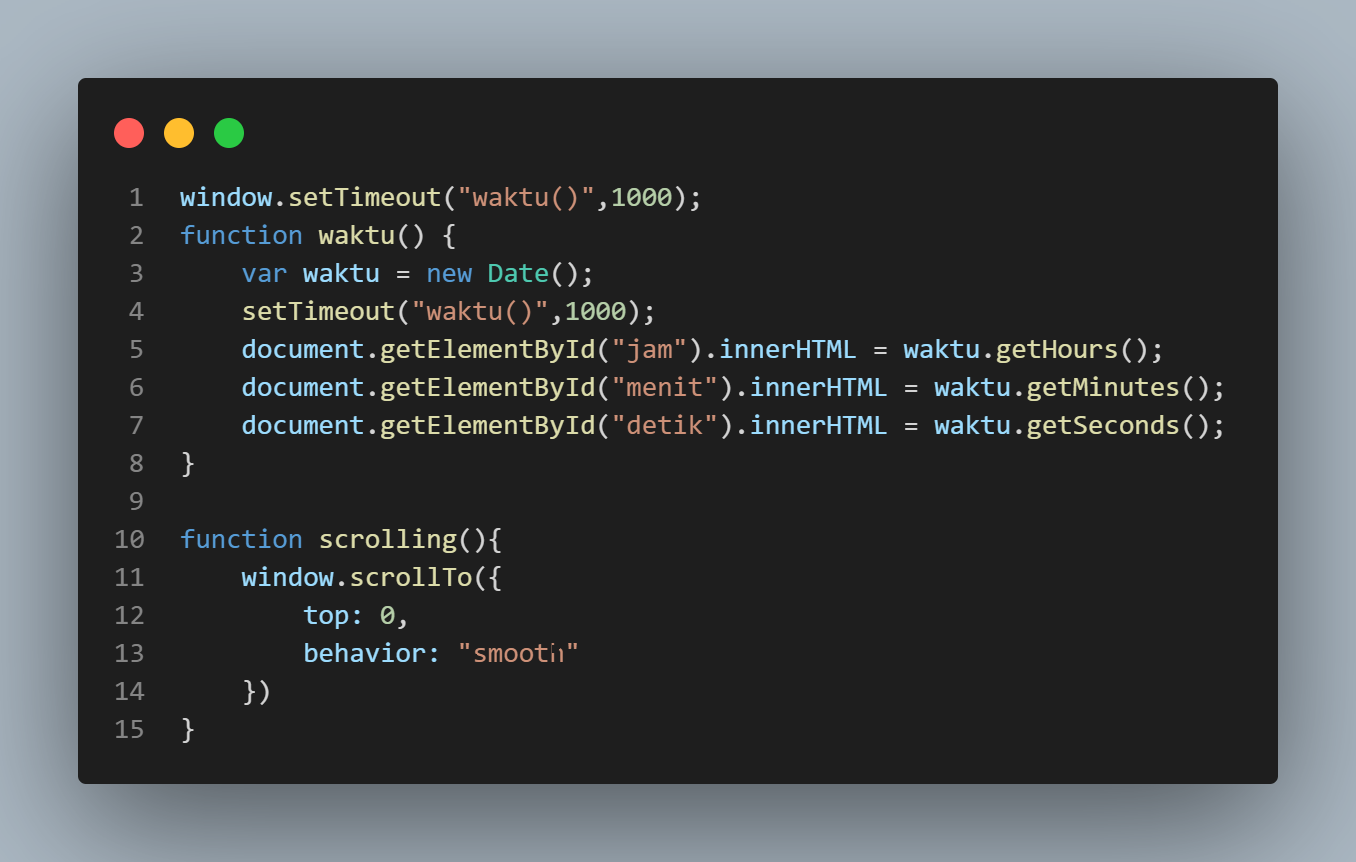 1 window.setTimeout("waktu()",1000);
2 function waktu() {
3     var waktu = new Date();
4     setTimeout("waktu()",1000);
5     document.getElementById("jam").innerHTML = waktu.getHours();
6     document.getElementById("menit").innerHTML = waktu.getMinutes();
7     document.getElementById("detik").innerHTML = waktu.getSeconds();
8 }
9
10 function scrolling(){
11     window.scrollTo({
12         top: 0,
13         behavior: "smooth"
14     })
15 }